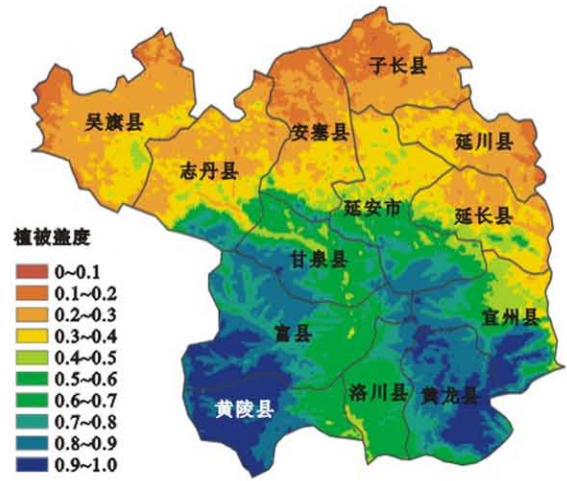 子长县
吴旗县
安塞县
延川县
志丹县
延安市
延长县
植被盖度
甘泉县
0~0.1
0.1~0.2
0.2~0.3
宜州县
0.3~0.4
富县
0.4~0.5
0.5~0.6
洛川县
黄龙县
0.6~0.7
黄陵县
0.7~0.8
0.8~0.9
0.9~1.0